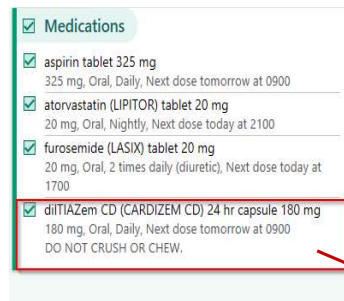 Medications
aspirin tablet 325 mg
325 mg, Oral, Daily, Next dose tomorrow at 0900
atorvastatin (LIPITOR) tablet 20 mg
20 mg, Oral, Nightly, Next dose today at 2100
furosemide (LASIX) tablet 20 mg
20 mg, Oral, 2 times daily (diuretic), Next dose today at
1700
dilTIAZem CD (CARDIZEM CD) 24 hr capsule 180 mg
180 mg, Oral, Daily, Next dose tomorrow at 0900
DO NOT CRUSH OR CHEW.